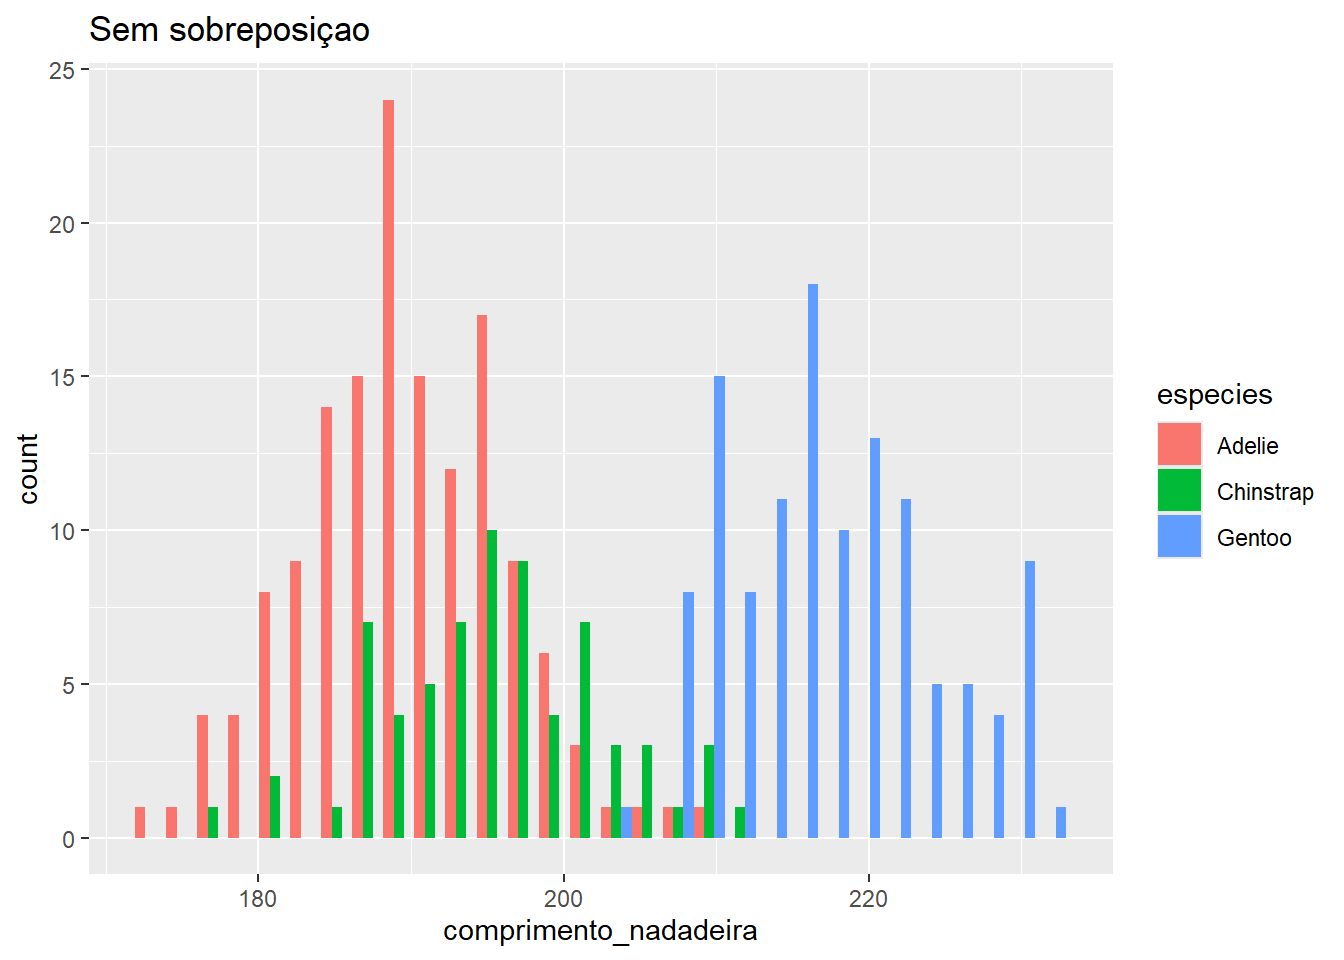 Sem sobreposiçao
25
20
15
10
5
0
count
180
200
220
comprimento_nadadeira
especies
Adelie
Chinstrap
Gentoo